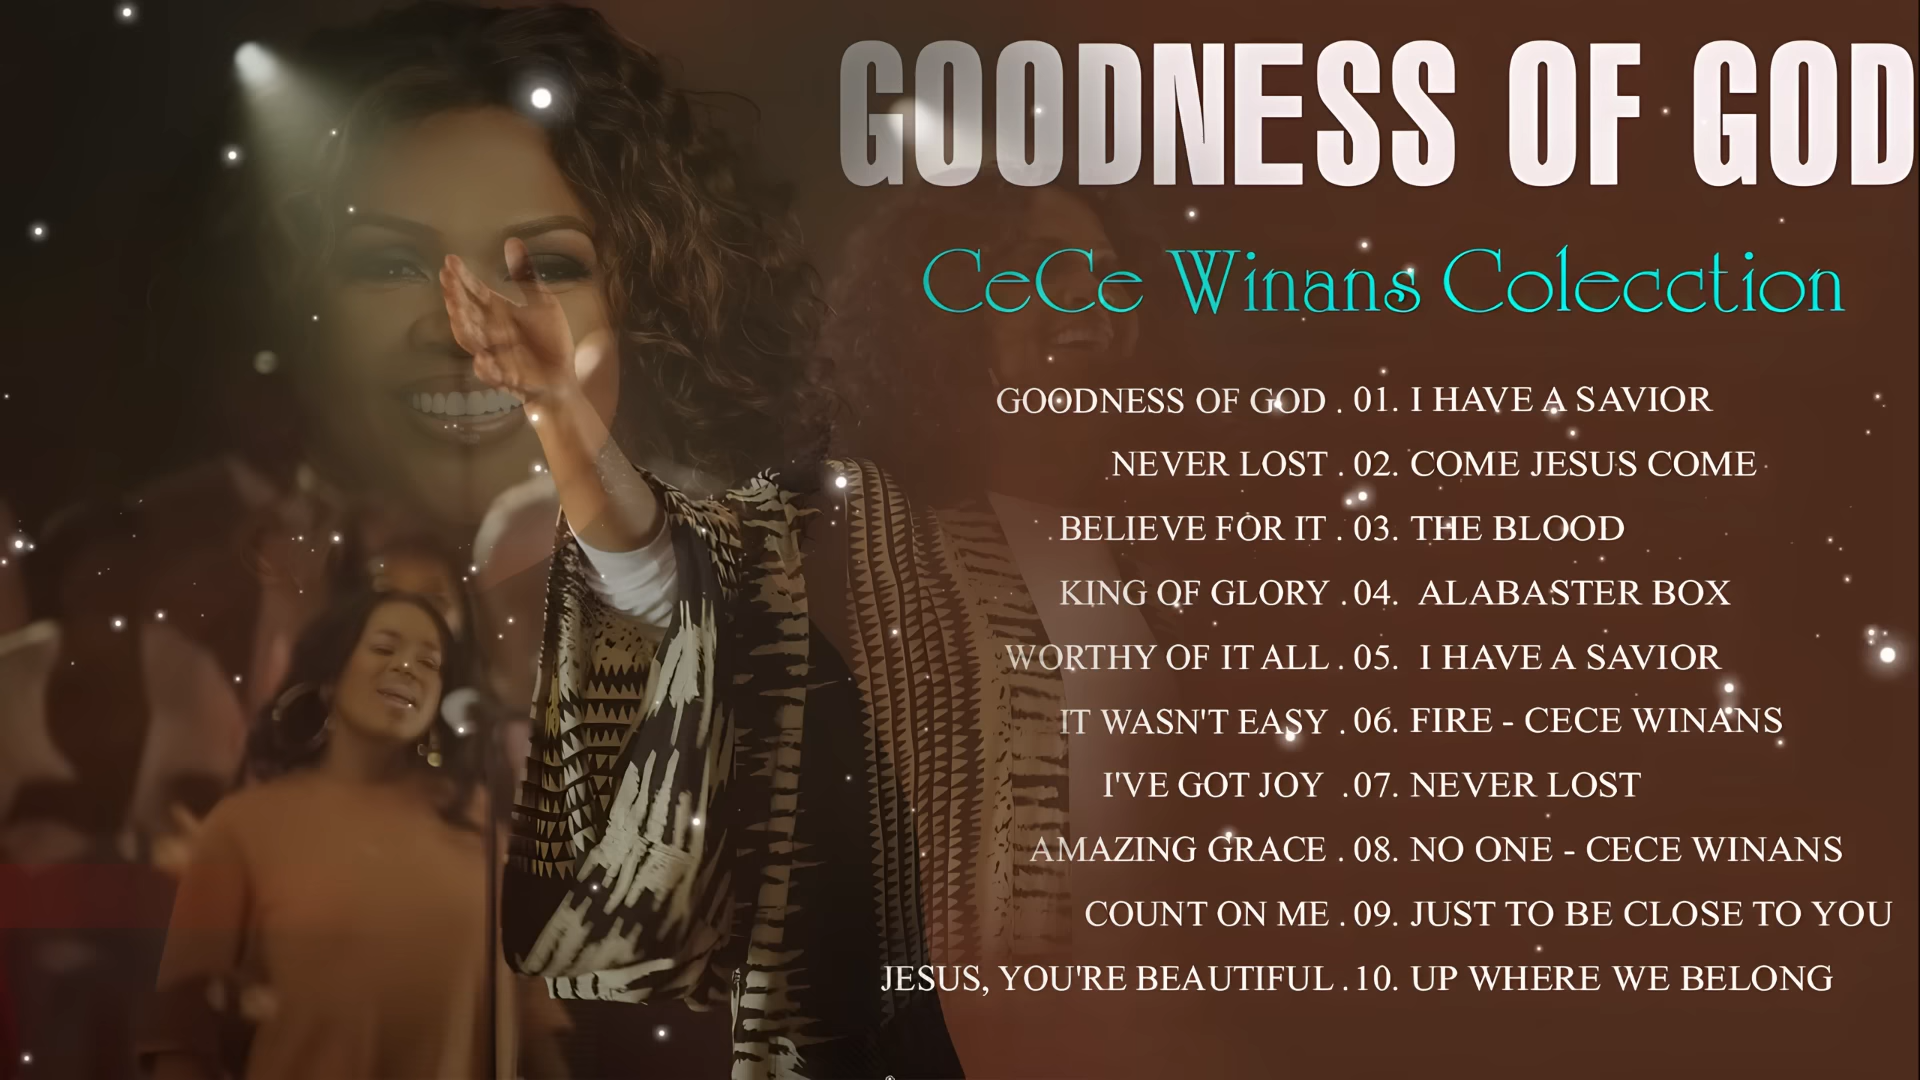 GOODNESS OF GOD
CeCe Winans Colecction
GOODNESS OF GOD . 01. I HAVE A SAVIOR
NEVER LOST . 02. COME JESUS COME
BELIEVE FOR IT . 03. THE BLOOD
KING OF GLORY . 04. ALABASTER BOX
WORTHY OF IT ALL . 05. I HAVE A SAVIOR
IT WASN'T EASY . 06. FIRE - CECE WINANS
I'VE GOT JOY . 07. NEVER LOST
AMAZING GRACE . 08. NO ONE - CECE WINANS
COUNT ON ME . 09. JUST TO BE CLOSE TO YOU
JESUS, YOU'RE BEAUTIFUL . 10. UP WHERE WE BELONG